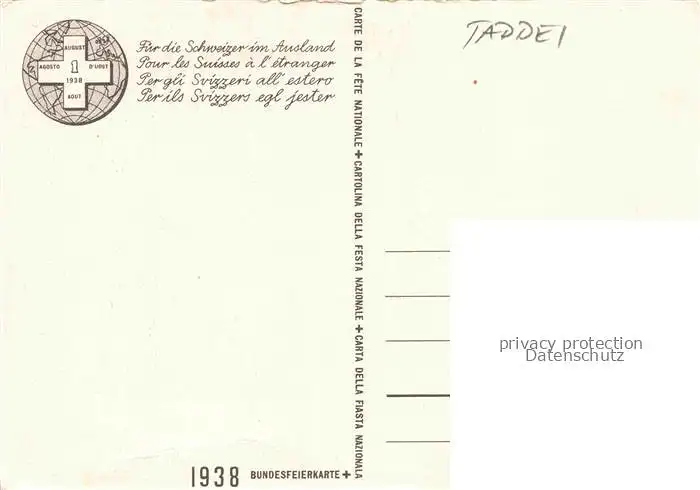 AUGUST
AGOSTO 1 D'UOST
1938
AOUT
Für die Schweizer im Ausland
Pour les Suisses à l'étranger
Per gli Svizzeri all' estero
Per ils Svizzers egl jester
CARTE DE LA FÊTE NATIONALE + CARTOLINA DELLA FESTA NAZIONALE + CARTA DELLA FIASTA NAZIONALA
TADDEI
privacy protection
Datenschutz
1938 BUNDESFEIERKARTE +